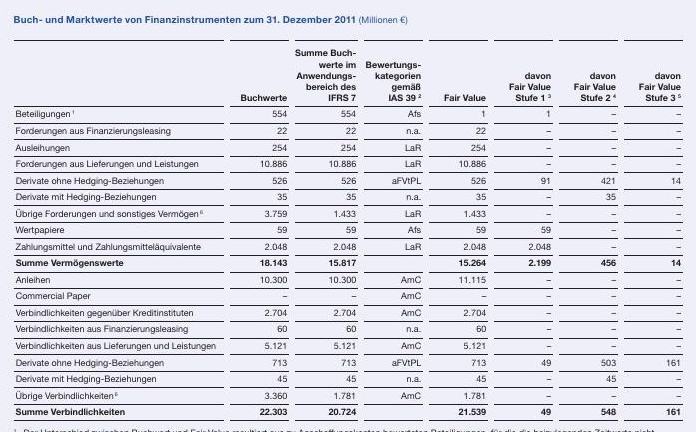 Buch- und Marktwerte von Finanzinstrumenten zum 31. Dezember 2011 (Millionen €)
Buchwerte Summe Buch-werte im Anwendungs-bereich des IFRS 7 Bewertungs-kategorien gemäß IAS 39 ² Fair Value davon Fair Value Stufe 1 ³ davon Fair Value Stufe 2 ⁴ davon Fair Value Stufe 3 ⁵
Beteiligungen ¹ 554 554 Afs 1 1 – –
Forderungen aus Finanzierungsleasing 22 22 n.a. 22 – – –
Ausleihungen 254 254 LaR 254 – – –
Forderungen aus Lieferungen und Leistungen 10.886 10.886 LaR 10.886 – – –
Derivate ohne Hedging-Beziehungen 526 526 aFVtPL 526 91 421 14
Derivate mit Hedging-Beziehungen 35 35 n.a. 35 – 35 –
Übrige Forderungen und sonstiges Vermögen ⁶ 3.759 1.433 LaR 1.433 – – –
Wertpapiere 59 59 Afs 59 59 – –
Zahlungsmittel und Zahlungsmitteläquivalente 2.048 2.048 LaR 2.048 2.048 – –
Summe Vermögenswerte 18.143 15.817 15.264 2.199 456 14
Anleihen 10.300 10.300 AmC 11.115 – – –
Commercial Paper – – AmC – – – –
Verbindlichkeiten gegenüber Kreditinstituten 2.704 2.704 AmC 2.704 – – –
Verbindlichkeiten aus Finanzierungsleasing 60 60 n.a. 60 – – –
Verbindlichkeiten aus Lieferungen und Leistungen 5.121 5.121 AmC 5.121 – – –
Derivate ohne Hedging-Beziehungen 713 713 aFVtPL 713 49 503 161
Derivate mit Hedging-Beziehungen 45 45 n.a. 45 – 45 –
Übrige Verbindlichkeiten ⁶ 3.360 1.781 AmC 1.781 – – –
Summe Verbindlichkeiten 22.303 20.724 21.539 49 548 161